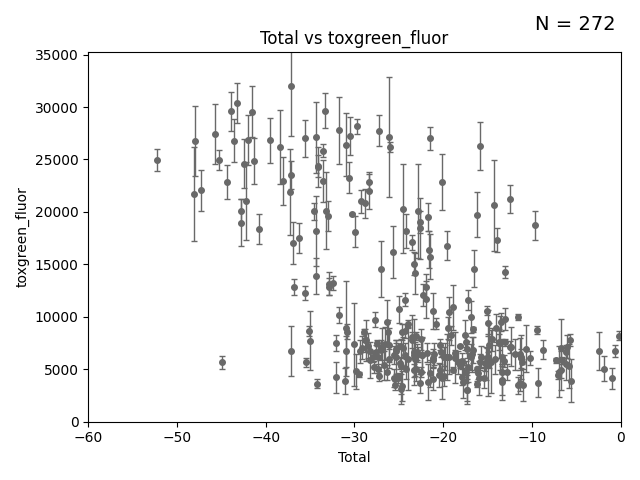 N = 272
Total vs toxgreen_fluor
35000
30000
25000
20000
15000
10000
5000
0
toxgreen_fluor
−60 −50 −40 −30 −20 −10 0
Total